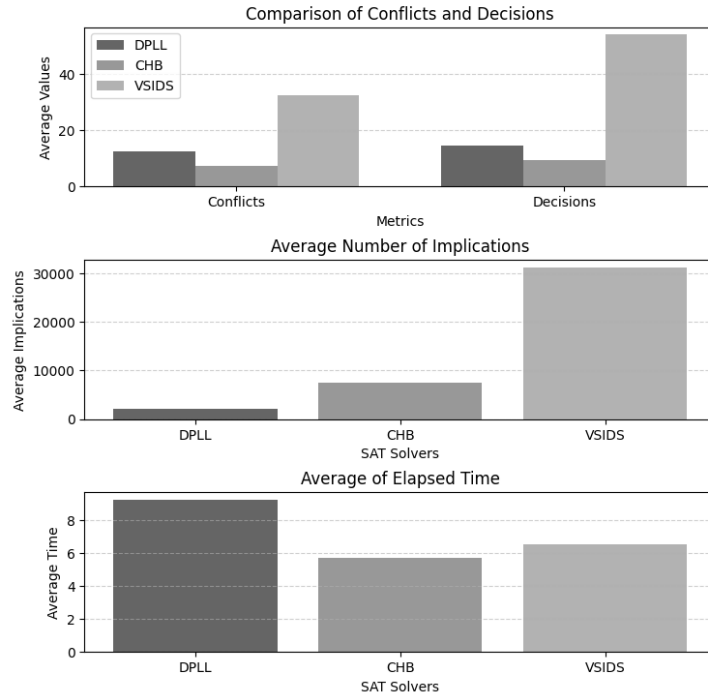 Comparison of Conflicts and Decisions
DPLL
CHB
VSIDS
Average Values
40
20
0
Conflicts
Decisions
Metrics
Average Number of Implications
Average Implications
30000
20000
10000
0
DPLL
CHB
VSIDS
SAT Solvers
Average of Elapsed Time
Average Time
8
6
4
2
0
DPLL
CHB
VSIDS
SAT Solvers